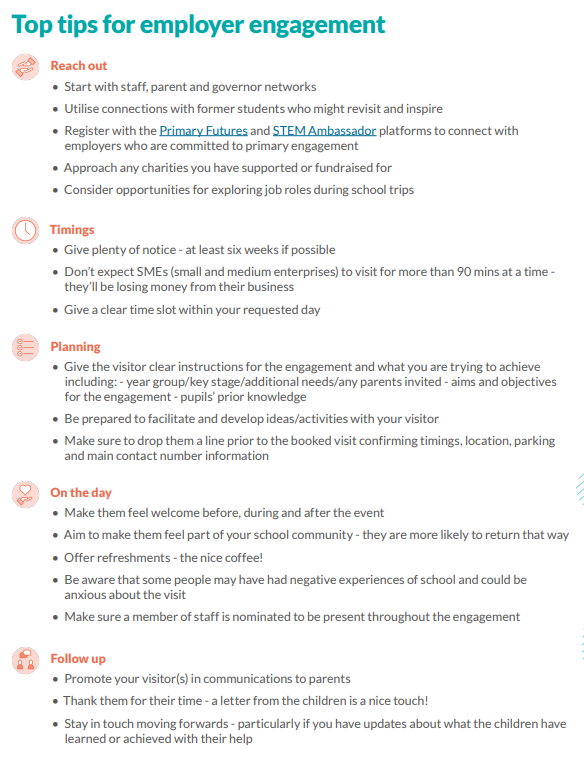 Top tips for employer engagement
Reach out
• Start with staff, parent and governor networks
• Utilise connections with former students who might revisit and inspire
• Register with the Primary Futures and STEM Ambassador platforms to connect with
employers who are committed to primary engagement
• Approach any charities you have supported or fundraised for
• Consider opportunities for exploring job roles during school trips
Timings
• Give plenty of notice - at least six weeks if possible
• Don't expect SMEs (small and medium enterprises) to visit for more than 90 mins at a time -
they'll be losing money from their business
• Give a clear time slot within your requested day
Planning
• Give the visitor clear instructions for the engagement and what you are trying to achieve
including: - year group/key stage/additional needs/any parents invited - aims and objectives
for the engagement - pupils' prior knowledge
• Be prepared to facilitate and develop ideas/activities with your visitor
• Make sure to drop them a line prior to the booked visit confirming timings, location, parking
and main contact number information
On the day
• Make them feel welcome before, during and after the event
• Aim to make them feel part of your school community - they are more likely to return that way
• Offer refreshments - the nice coffee!
• Be aware that some people may have had negative experiences of school and could be
anxious about the visit
• Make sure a member of staff is nominated to be present throughout the engagement
Follow up
• Promote your visitor(s) in communications to parents
• Thank them for their time - a letter from the children is a nice touch!
• Stay in touch moving forwards - particularly if you have updates about what the children have
learned or achieved with their help